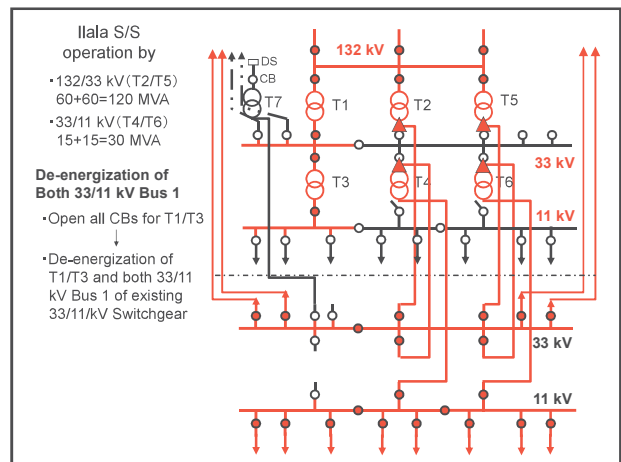 Ilala S/S
operation by
・132/33 kV(T2/T5)
60+60=120 MVA
・33/11 kV(T4/T6)
15+15=30 MVA
De-energization of
Both 33/11 kV Bus 1
・Open all CBs for T1/T3
・De-energization of
T1/T3 and both 33/11
kV Bus 1 of existing
33/11/kV Switchgear
132 kV
DS
CB
T7
T1
T2
T5
33 kV
T3
T4
T6
11 kV
33 kV
11 kV